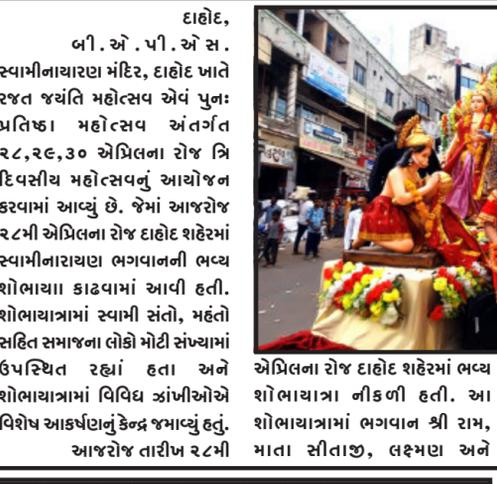 દાહોદ,
બી.એ.પી.એસ.
સ્વામીનાયારણ મંદિર, દાહોદ ખાતે
રજત જયંતિ મહોત્સવ એવં પુનઃ
પ્રતિષ્ઠા મહોત્સવ અંતર્ગત
૨૮,૨૯,૩૦ એપ્રિલના રોજ ત્રિ
દિવસીય મહોત્સવનું આયોજન
કરવામાં આવ્યું છે. જેમાં આજરોજ
૨૮મી એપ્રિલના રોજ દાહોદ શહેરમાં
સ્વામીનારાયણ ભગવાનની ભવ્ય
શોભાયાા કાઢવામાં આવી હતી.
શોભાયાત્રામાં સ્વામી સંતો, મહંતો
સહિત સમાજના લોકો મોટી સંખ્યામાં
ઉપસ્થિત રહ્યાં હતા અને
શોભાયાત્રામાં વિવિધ ઝાંખીઓએ
વિશેષ આકર્ષણનું કેન્દ્ર જમાવ્યું હતું.
આજરોજ તારીખ ૨૮મી
એપ્રિલના રોજ દાહોદ શહેરમાં ભવ્ય
શોભાયાત્રા નીકળી હતી. આ
શોભાયાત્રામાં ભગવાન શ્રી રામ,
માતા સીતાજી, લક્ષ્મણ અને